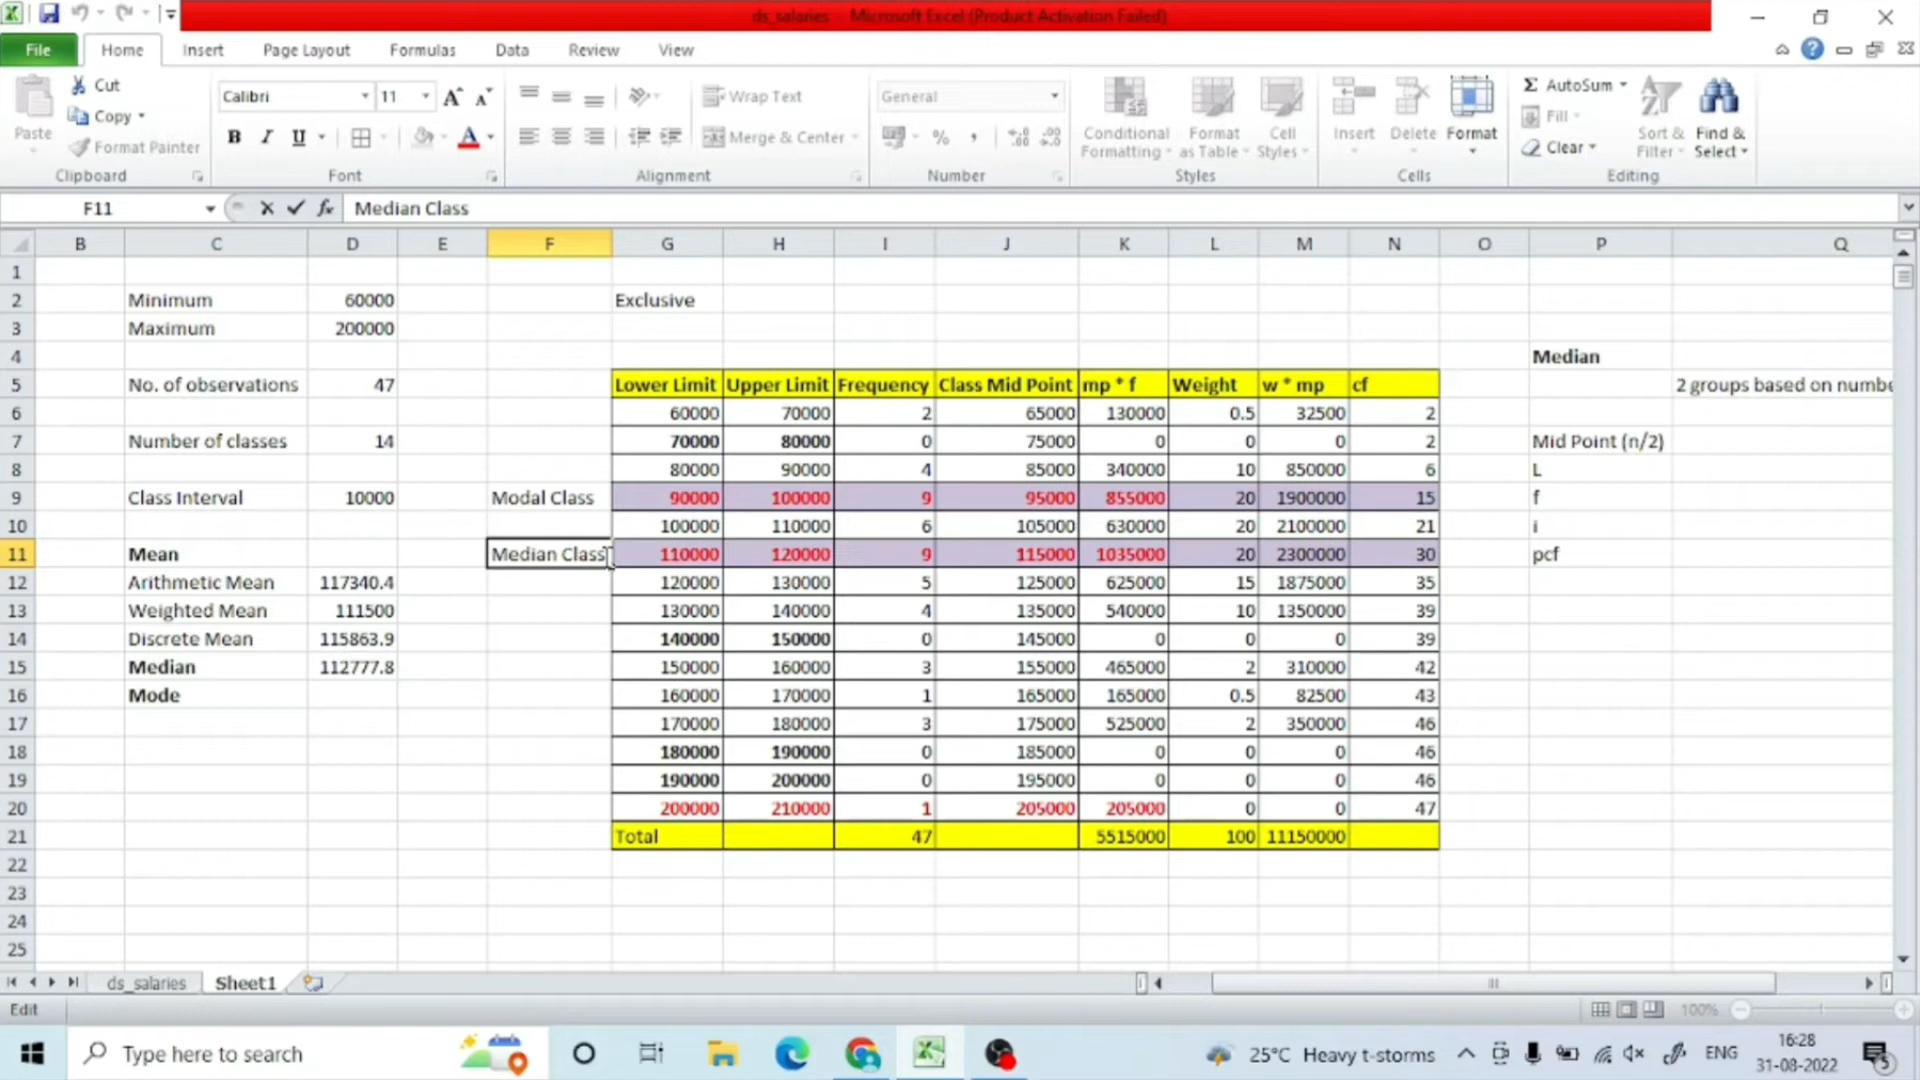 ds_salaries - Microsoft Excel (Product Activation Failed)
File Home Insert Page Layout Formulas Data Review View
Cut
Copy
Format Painter
Paste
Clipboard
Calibri 11
B I U
Font
Wrap Text
Merge & Center
Alignment
General
%
Number
Conditional Formatting
Format as Table
Cell Styles
Styles
Insert Delete Format
Cells
Σ AutoSum
Fill
Clear
Sort & Filter
Find & Select
Editing
F11 fx Median Class
B C D E F G H I J K L M N O P Q
1
2 Minimum 60000 Exclusive
3 Maximum 200000
4 Median
5 No. of observations 47 Lower Limit Upper Limit Frequency Class Mid Point mp * f Weight w * mp cf 2 groups based on numbe
6 60000 70000 2 65000 130000 0.5 32500 2
7 Number of classes 14 70000 80000 0 75000 0 0 0 2 Mid Point (n/2)
8 80000 90000 4 85000 340000 10 850000 6 L
9 Class Interval 10000 Modal Class 90000 100000 9 95000 855000 20 1900000 15 f
10 100000 110000 6 105000 630000 20 2100000 21 i
11 Mean Median Class 110000 120000 9 115000 1035000 20 2300000 30 pcf
12 Arithmetic Mean 117340.4 120000 130000 5 125000 625000 15 1875000 35
13 Weighted Mean 111500 130000 140000 4 135000 540000 10 1350000 39
14 Discrete Mean 115863.9 140000 150000 0 145000 0 0 0 39
15 Median 112777.8 150000 160000 3 155000 465000 2 310000 42
16 Mode 160000 170000 1 165000 165000 0.5 82500 43
17 170000 180000 3 175000 525000 2 350000 46
18 180000 190000 0 185000 0 0 0 46
19 190000 200000 0 195000 0 0 0 46
20 200000 210000 1 205000 205000 0 0 47
21 Total 47 5515000 100 11150000
22
23
24
25
ds_salaries Sheet1
Edit 100%
Type here to search 25°C Heavy t-storms ENG 16:28
31-08-2022 5